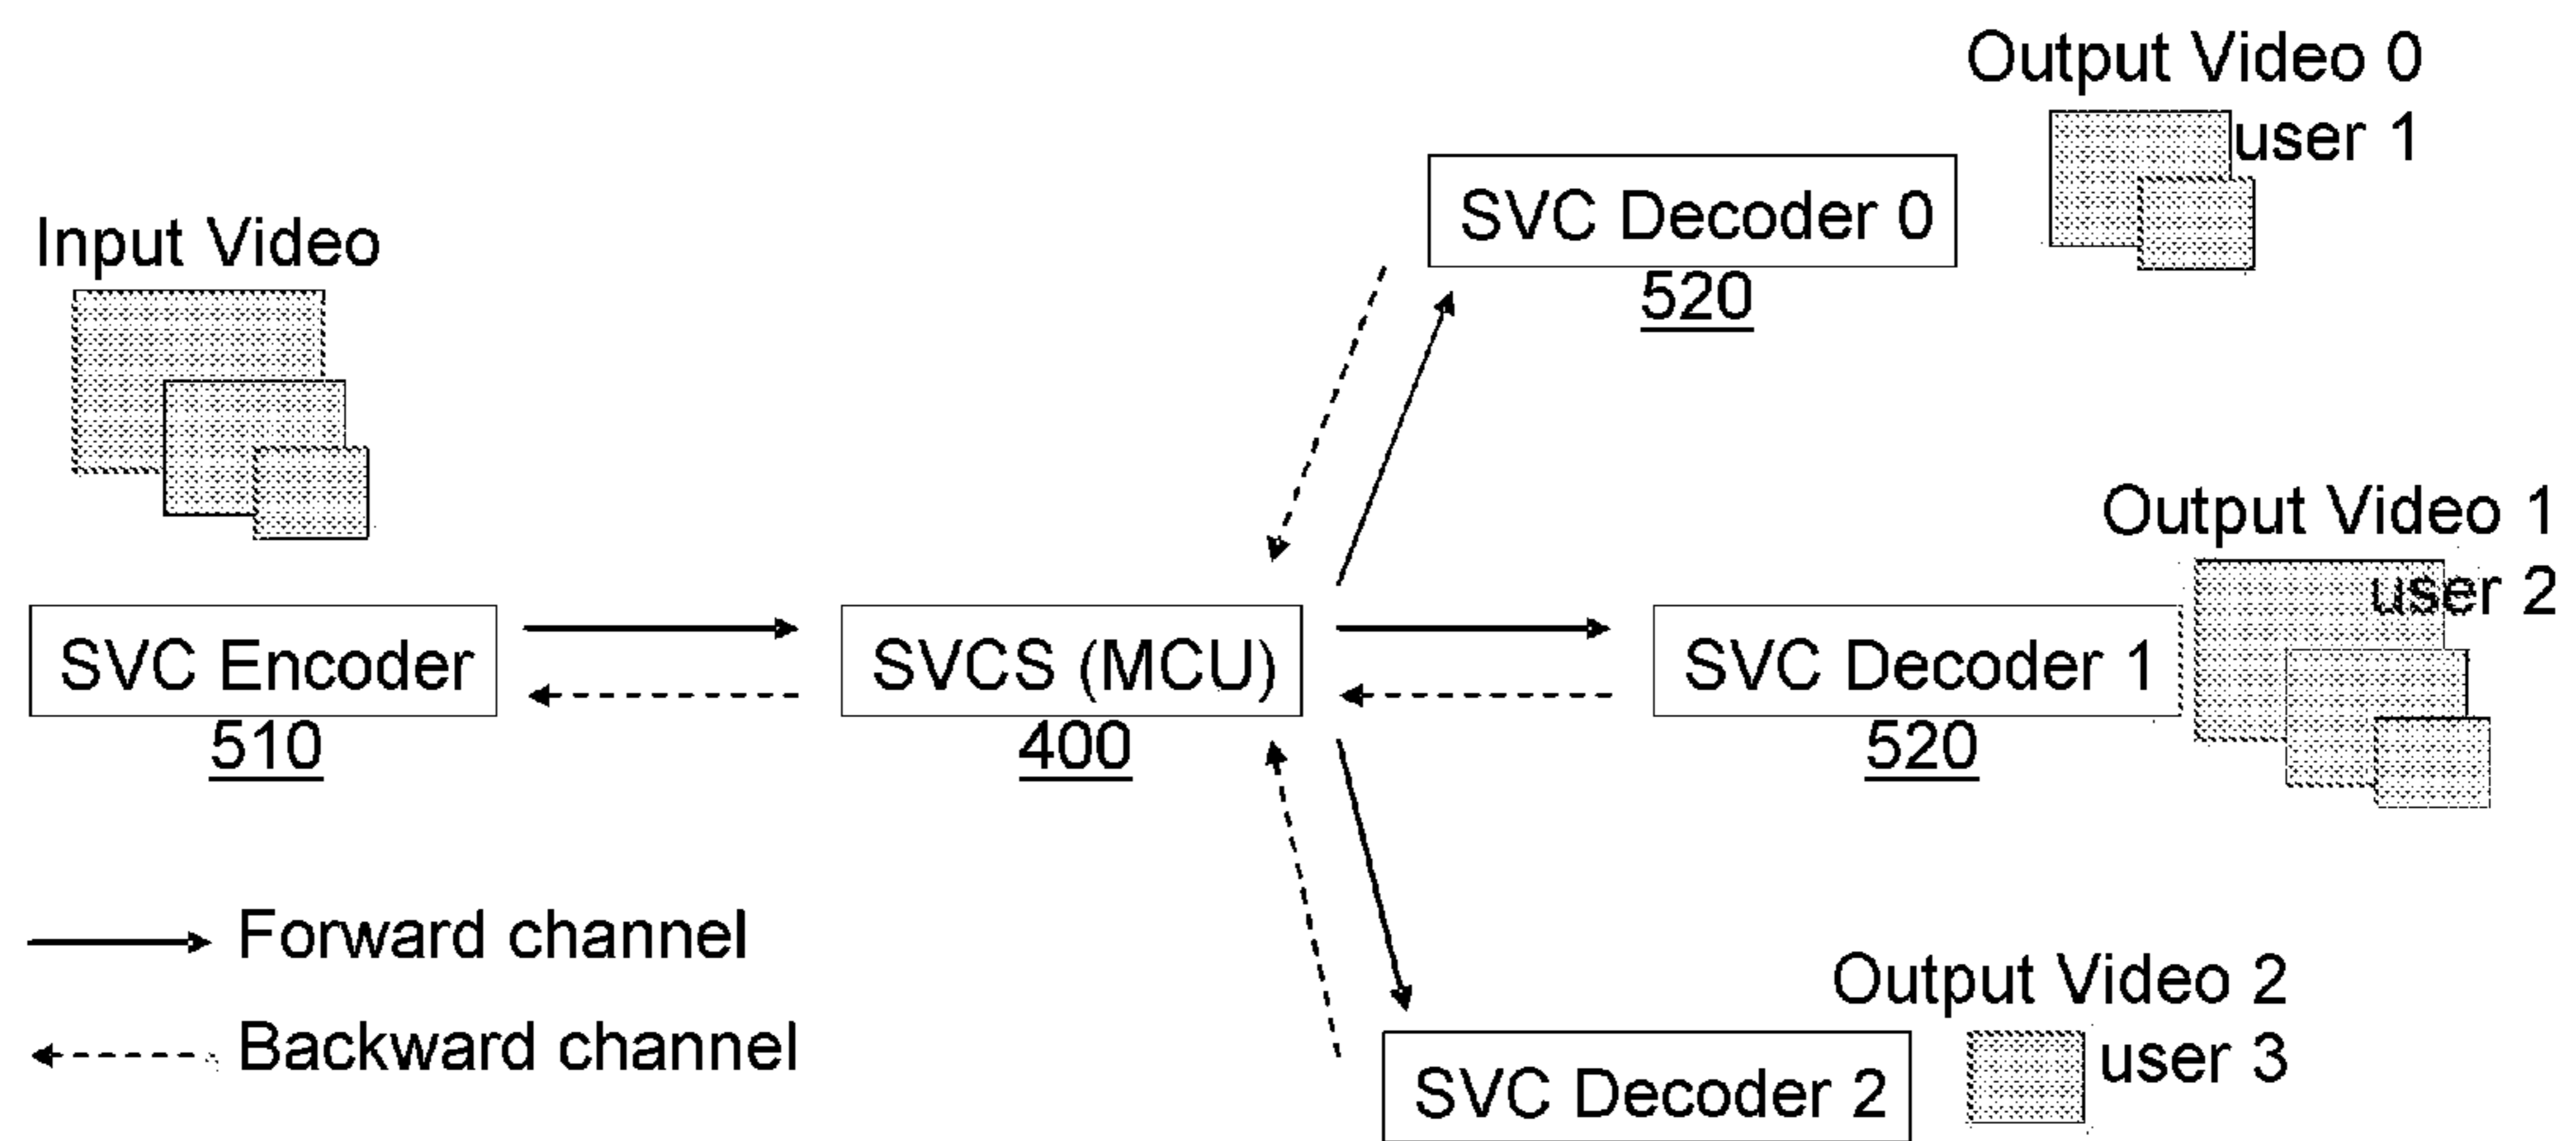 Output Video 0
user 1
SVC Decoder 0
520
Input Video
Output Video 1
user 2
SVC Encoder
510
SVCS (MCU)
400
SVC Decoder 1
520
Forward channel
Backward channel
Output Video 2
user 3
SVC Decoder 2